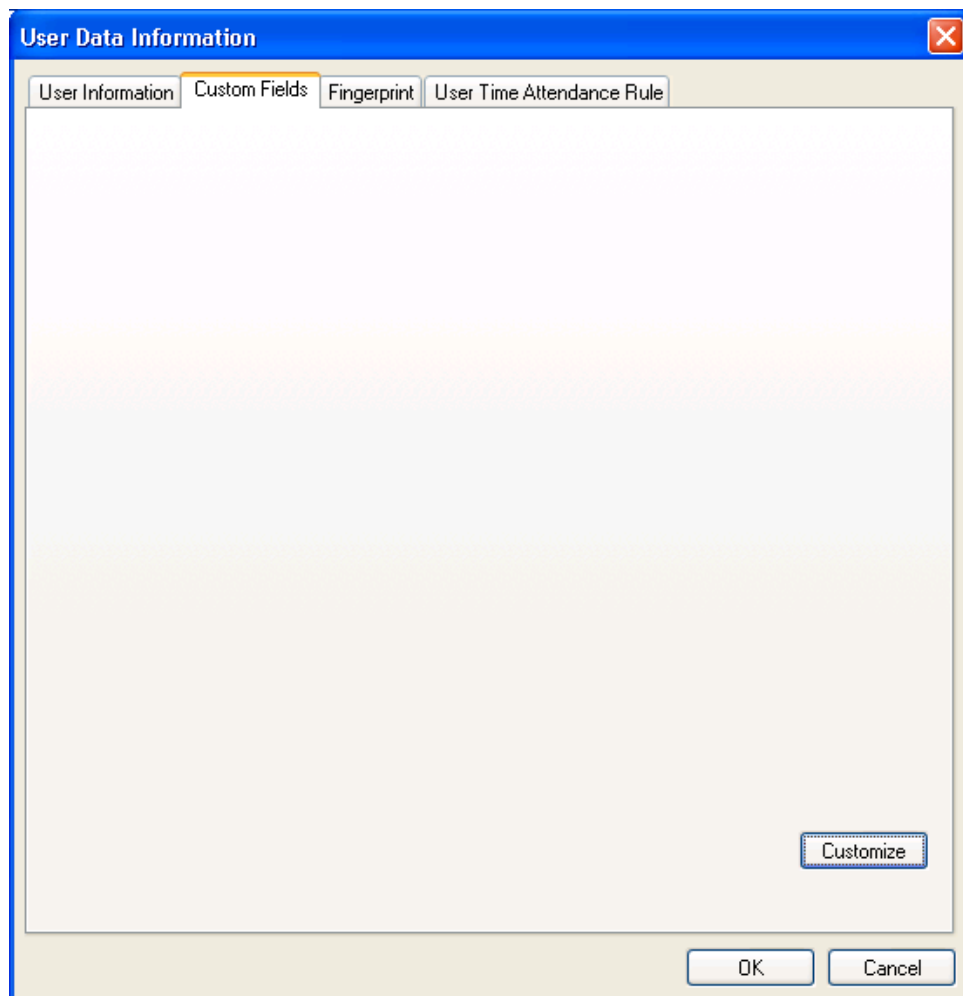 User Data Information
User Information Custom Fields Fingerprint User Time Attendance Rule
Customize
OK Cancel